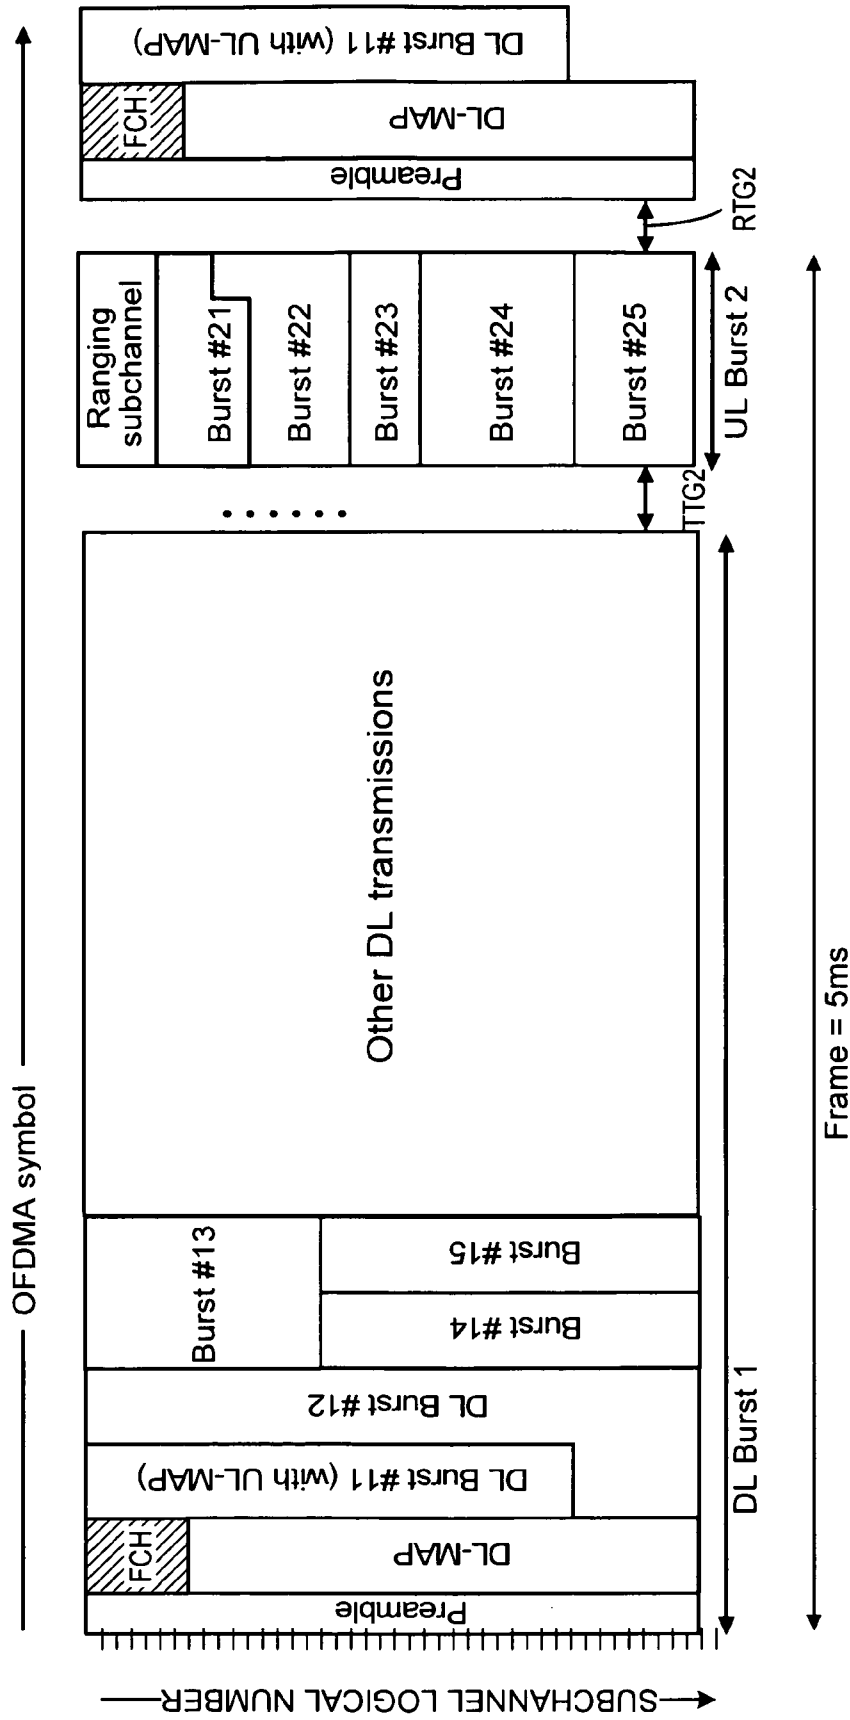 OFDMA symbol
SUBCHANNEL LOGICAL NUMBER
Preamble
FCH
DL-MAP
DL Burst #11 (with UL-MAP)
DL Burst #12
Burst #13
Burst #14
Burst #15
Other DL transmissions
Ranging
subchannel
Burst #21
Burst #22
Burst #23
Burst #24
Burst #25
Preamble
FCH
DL-MAP
DL Burst #11 (with UL-MAP)
DL Burst 1
TTG2
UL Burst 2
RTG2
Frame = 5ms